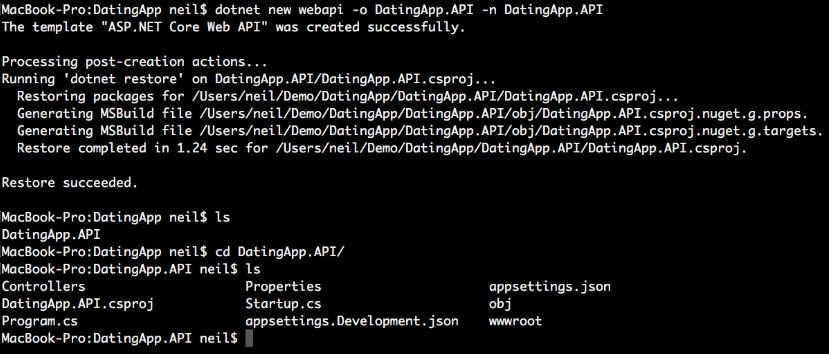 MacBook-Pro:DatingApp neil$ dotnet new webapi -o DatingApp.API -n DatingApp.API
The template "ASP.NET Core Web API" was created successfully.
Processing post-creation actions...
Running 'dotnet restore' on DatingApp.API/DatingApp.API.csproj...
Restoring packages for /Users/neil/Demo/DatingApp/DatingApp.API/DatingApp.API.csproj...
Generating MSBuild file /Users/neil/Demo/DatingApp/DatingApp.API/obj/DatingApp.API.csproj.nuget.g.props.
Generating MSBuild file /Users/neil/Demo/DatingApp/DatingApp.API/obj/DatingApp.API.csproj.nuget.g.targets.
Restore completed in 1.24 sec for /Users/neil/Demo/DatingApp/DatingApp.API/DatingApp.API.csproj.
Restore succeeded.
MacBook-Pro:DatingApp neil$ ls
DatingApp.API
MacBook-Pro:DatingApp neil$ cd DatingApp.API/
MacBook-Pro:DatingApp.API neil$ ls
Controllers Properties appsettings.json
DatingApp.API.csproj Startup.cs obj
Program.cs appsettings.Development.json wwwroot
MacBook-Pro:DatingApp.API neil$